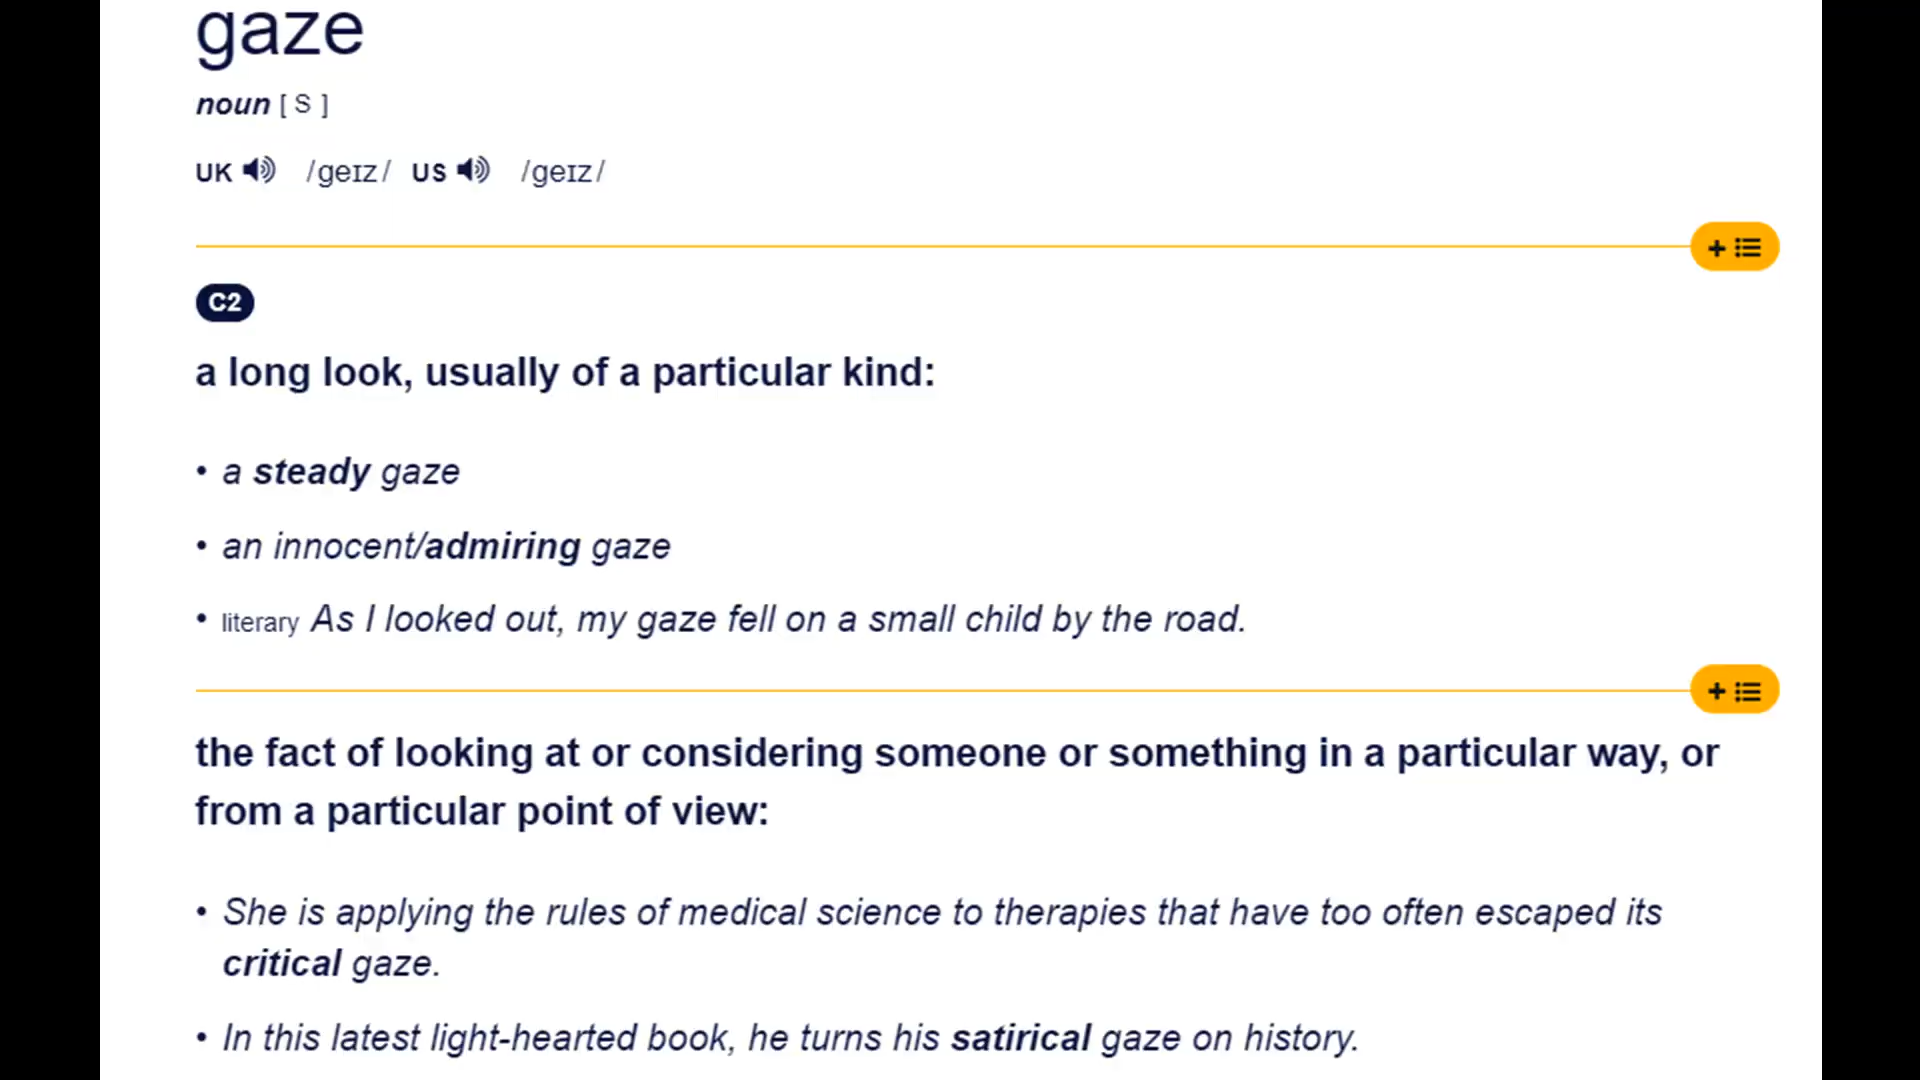 gaze
noun [ S ]
UK /ɡeɪz/ US /ɡeɪz/
C2
a long look, usually of a particular kind:
• a steady gaze
• an innocent/admiring gaze
• literary As I looked out, my gaze fell on a small child by the road.
the fact of looking at or considering someone or something in a particular way, or
from a particular point of view:
• She is applying the rules of medical science to therapies that have too often escaped its
critical gaze.
• In this latest light-hearted book, he turns his satirical gaze on history.